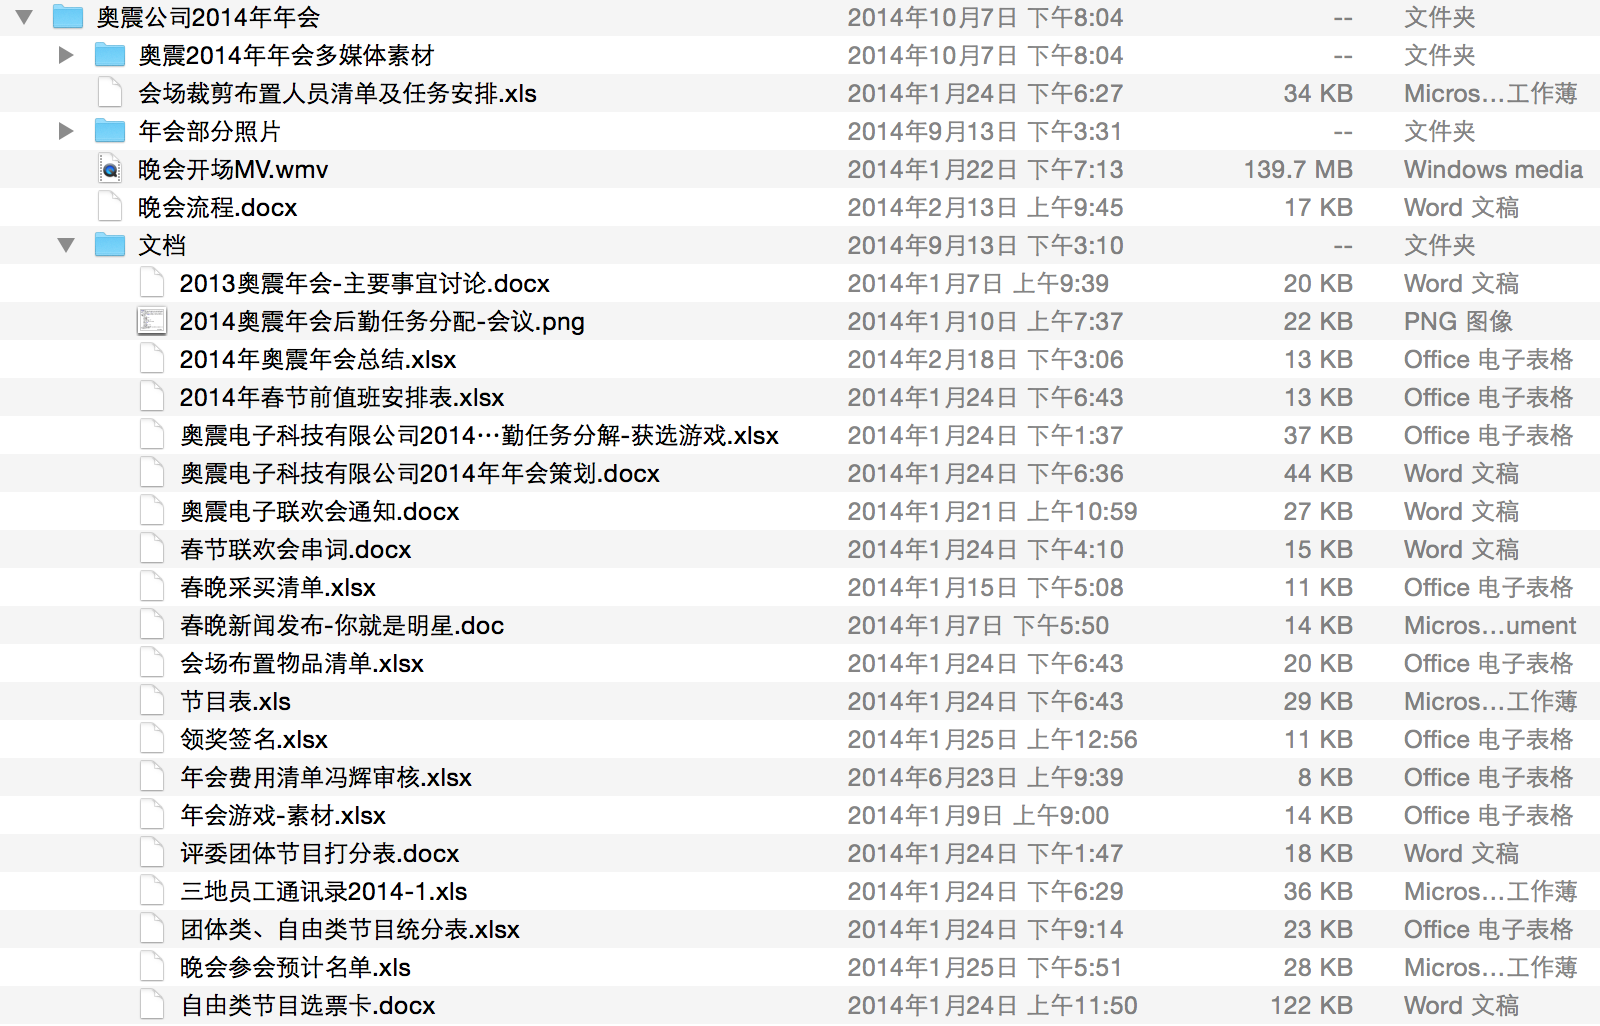 奥震公司2014年年会 2014年10月7日 下午8:04 -- 文件夹
奥震2014年年会多媒体素材 2014年10月7日 下午8:04 -- 文件夹
会场裁剪布置人员清单及任务安排.xls 2014年1月24日 下午6:27 34 KB Micros...工作薄
年会部分照片 2014年9月13日 下午3:31 -- 文件夹
晚会开场MV.wmv 2014年1月22日 下午7:13 139.7 MB Windows media
晚会流程.docx 2014年2月13日 上午9:45 17 KB Word 文稿
文档 2014年9月13日 下午3:10 -- 文件夹
2013奥震年会-主要事宜讨论.docx 2014年1月7日 上午9:39 20 KB Word 文稿
2014奥震年会后勤任务分配-会议.png 2014年1月10日 上午7:37 22 KB PNG 图像
2014年奥震年会总结.xlsx 2014年2月18日 下午3:06 13 KB Office 电子表格
2014年春节前值班安排表.xlsx 2014年1月24日 下午6:43 13 KB Office 电子表格
奥震电子科技有限公司2014…勤任务分解-获选游戏.xlsx 2014年1月24日 下午1:37 37 KB Office 电子表格
奥震电子科技有限公司2014年年会策划.docx 2014年1月24日 下午6:36 44 KB Word 文稿
奥震电子联欢会通知.docx 2014年1月21日 上午10:59 27 KB Word 文稿
春节联欢会串词.docx 2014年1月24日 下午4:10 15 KB Word 文稿
春晚采买清单.xlsx 2014年1月15日 下午5:08 11 KB Office 电子表格
春晚新闻发布-你就是明星.doc 2014年1月7日 下午5:50 14 KB Micros...ument
会场布置物品清单.xlsx 2014年1月24日 下午6:43 20 KB Office 电子表格
节目表.xls 2014年1月24日 下午6:43 29 KB Micros...工作薄
领奖签名.xlsx 2014年1月25日 上午12:56 11 KB Office 电子表格
年会费用清单冯辉审核.xlsx 2014年6月23日 上午9:39 8 KB Office 电子表格
年会游戏-素材.xlsx 2014年1月9日 上午9:00 14 KB Office 电子表格
评委团体节目打分表.docx 2014年1月24日 下午1:47 18 KB Word 文稿
三地员工通讯录2014-1.xls 2014年1月24日 下午6:29 36 KB Micros...工作薄
团体类、自由类节目统分表.xlsx 2014年1月24日 下午9:14 23 KB Office 电子表格
晚会参会预计名单.xls 2014年1月25日 下午5:51 28 KB Micros...工作薄
自由类节目选票卡.docx 2014年1月24日 上午11:50 122 KB Word 文稿